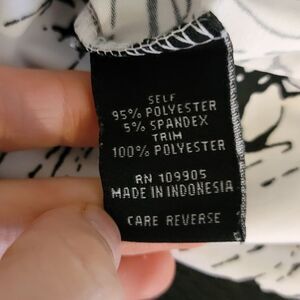 SELF
95% POLYESTER
5% SPANDEX
TRIM
100% POLYESTER
RN 109905
MADE IN INDONESIA
CARE REVERSE